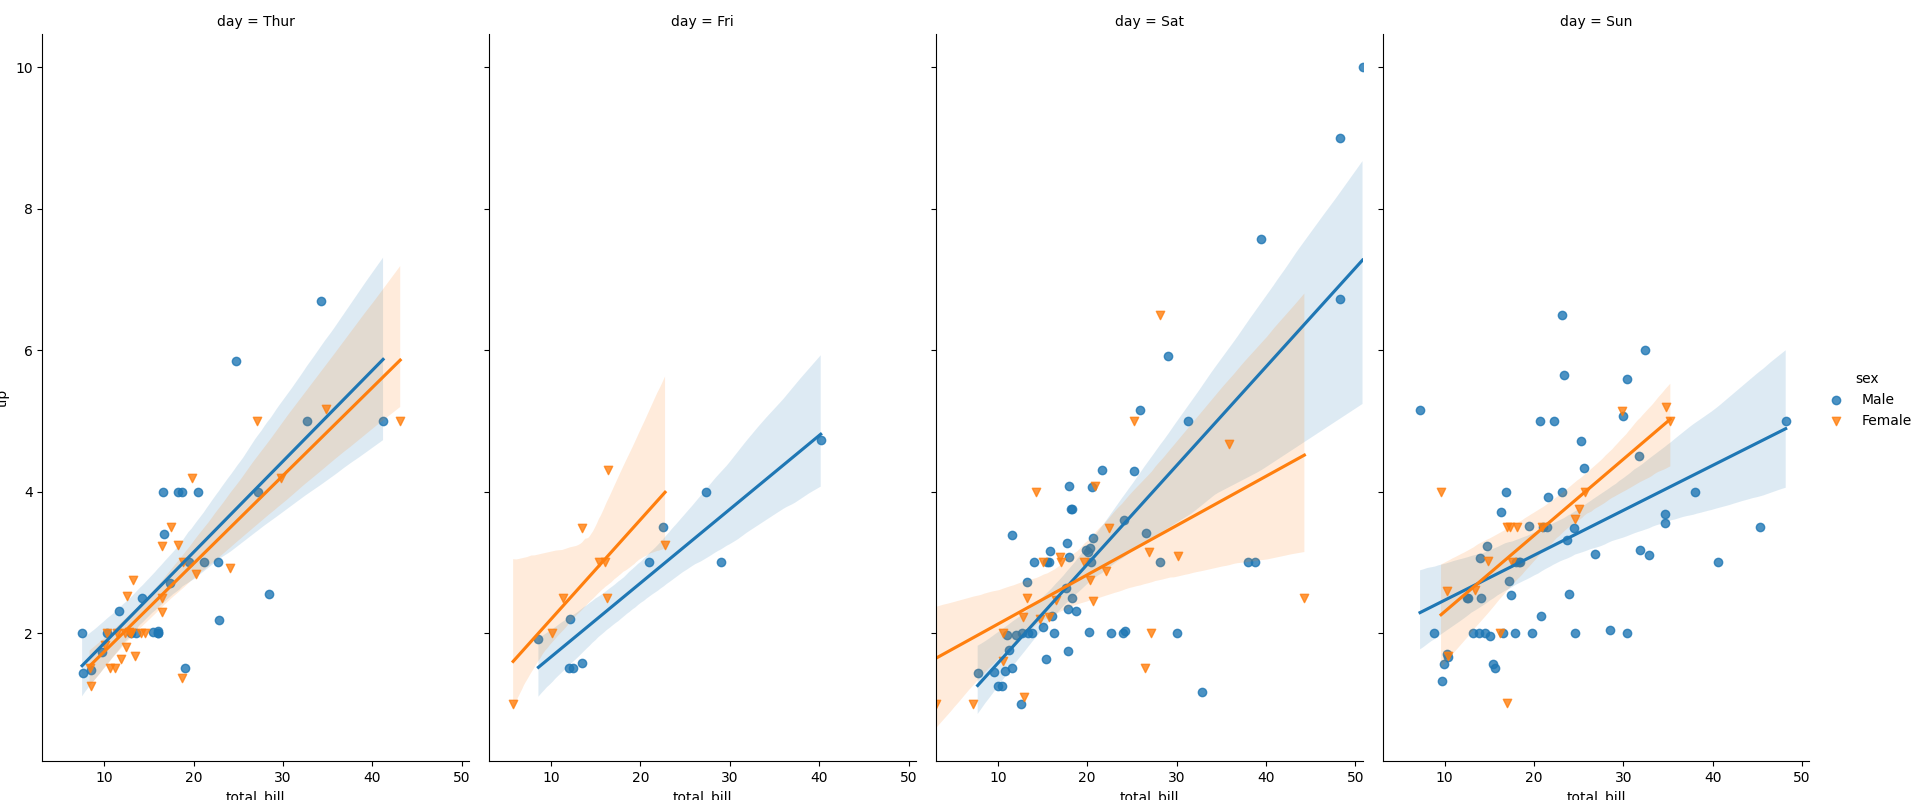 day = Thur
day = Fri
day = Sat
day = Sun
10
8
6
4
2
10 20 30 40 50
10 20 30 40 50
10 20 30 40 50
10 20 30 40 50
total_bill
total_bill
total_bill
total_bill
sex
Male
Female